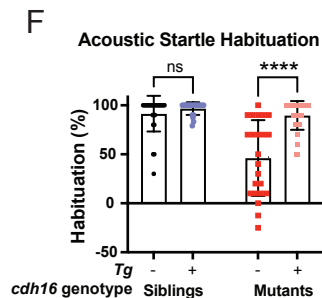 F
Acoustic Startle Habituation
ns
****
Habituation (%)
100
50
0
-50
Tg - + - +
cdh16 genotype Siblings Mutants